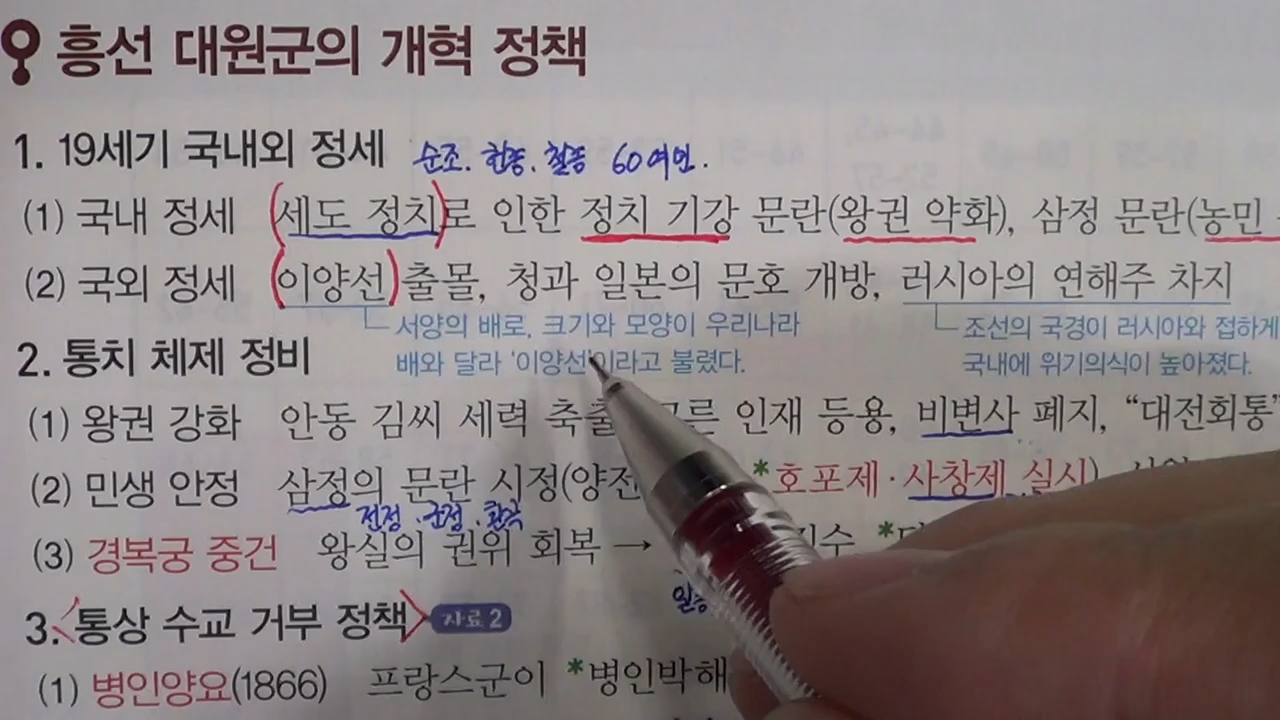 흥선 대원군의 개혁 정책
1. 19세기 국내외 정세 순조. 헌종. 철종 60여년.
(1) 국내 정세 세도 정치로 인한 정치 기강 문란(왕권 약화), 삼정 문란(농민
(2) 국외 정세 이양선 출몰, 청과 일본의 문호 개방, 러시아의 연해주 차지
서양의 배로, 크기와 모양이 우리나라
배와 달라 '이양선'이라고 불렸다.
조선의 국경이 러시아와 접하게
국내에 위기의식이 높아졌다.
2. 통치 체제 정비
(1) 왕권 강화 안동 김씨 세력 축출 인재 등용, 비변사 폐지, “대전회통”
(2) 민생 안정 삼정의 문란 시정(양전 *호포제·사창제 실시)
전정. 군정. 환곡
(3) 경복궁 중건 왕실의 권위 회복 →
3. 통상 수교 거부 정책 자료 2
(1) 병인양요(1866) 프랑스군이 *병인박해